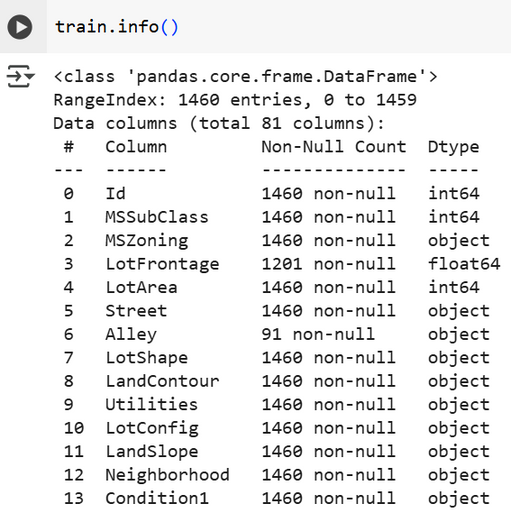 train.info()
<class 'pandas.core.frame.DataFrame'>
RangeIndex: 1460 entries, 0 to 1459
Data columns (total 81 columns):
 #   Column         Non-Null Count  Dtype
---  ------         --------------  -----
 0   Id             1460 non-null   int64
 1   MSSubClass     1460 non-null   int64
 2   MSZoning       1460 non-null   object
 3   LotFrontage    1201 non-null   float64
 4   LotArea        1460 non-null   int64
 5   Street         1460 non-null   object
 6   Alley          91 non-null     object
 7   LotShape       1460 non-null   object
 8   LandContour    1460 non-null   object
 9   Utilities      1460 non-null   object
 10  LotConfig      1460 non-null   object
 11  LandSlope      1460 non-null   object
 12  Neighborhood   1460 non-null   object
 13  Condition1     1460 non-null   object